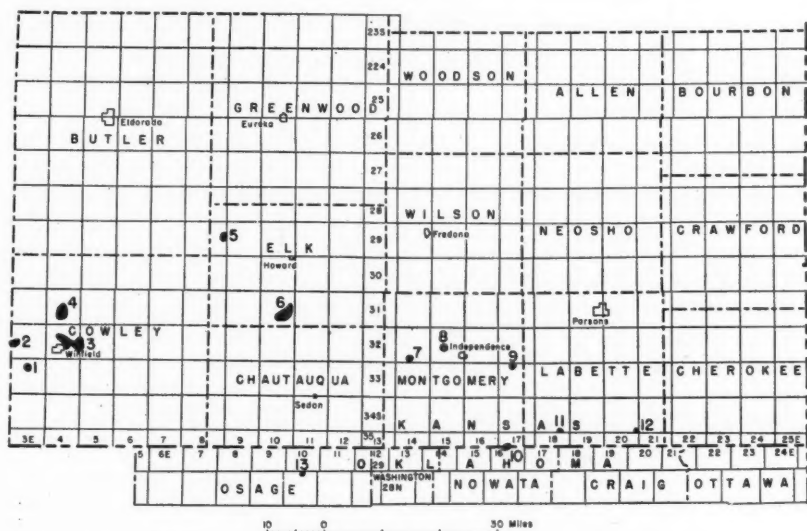 23S
WOODSON
224
ALLEN
BOURBON
GREENWOOD
25
Eldorado
Eureka
BUTLER
26
27
28
WILSON
5
29
Fredona
NEOSHO
CRAWFORD
ELK
Howard
30
4
6
31
Parsons
COWLEY
8
2
3
32
Independence
Winfield
7
9
1
CHAUTAUQUA
33
MONTGOMERY
LABETTE
CHEROKEE
Sedan
34S
KANSAS
11
12
35
3E 4 5 6 7 8 9 10 11 12 13 14 15 16 17 18 19 20 21 22 23 24 25E
5 6E 7 8 9 10 11 12 13 14 15 16 17 18 19 20 21 22 23 24E
10
13
OKLAHOMA
29
WASHINGTON
28N
OSAGE
NOWATA
CRAIG
OTTAWA
10 0 30 Miles